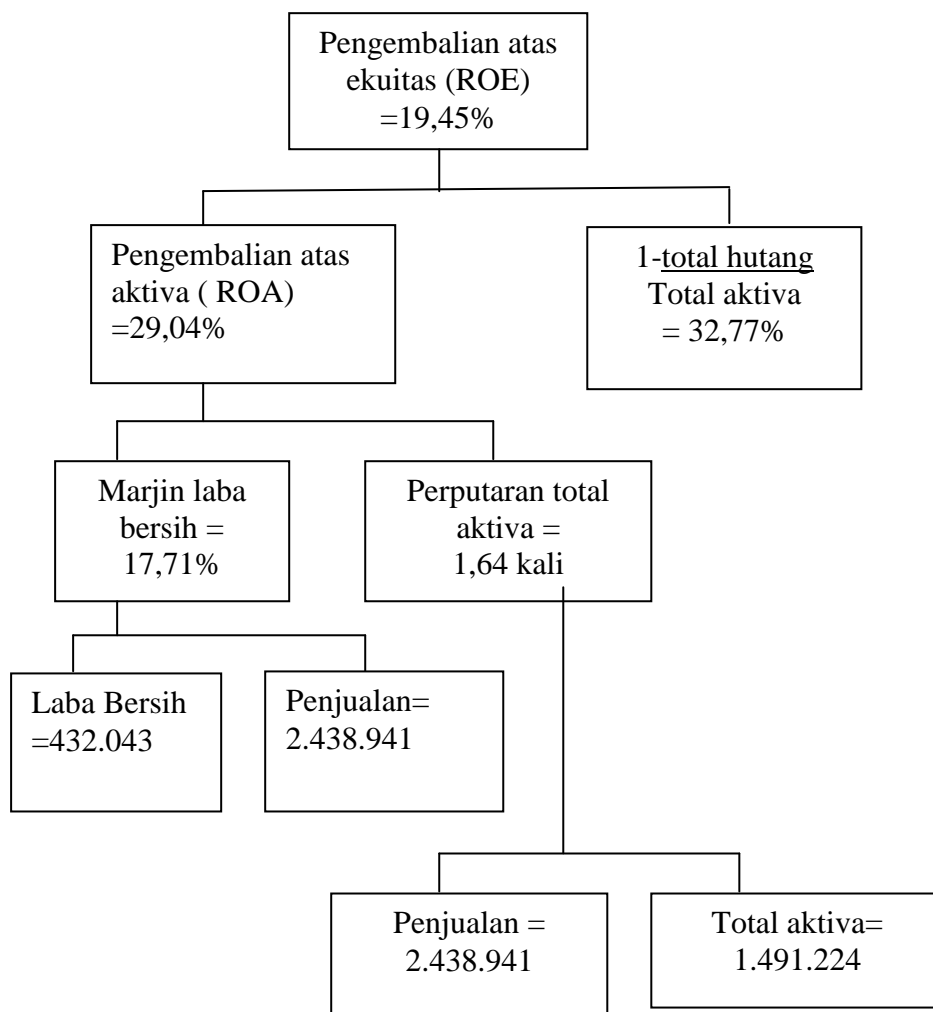 Pengembalian atas
ekuitas (ROE)
=19,45%
Pengembalian atas
aktiva ( ROA)
=29,04%
1-total hutang
Total aktiva
= 32,77%
Marjin laba
bersih =
17,71%
Perputaran total
aktiva =
1,64 kali
Laba Bersih
=432.043
Penjualan=
2.438.941
Penjualan =
2.438.941
Total aktiva=
1.491.224